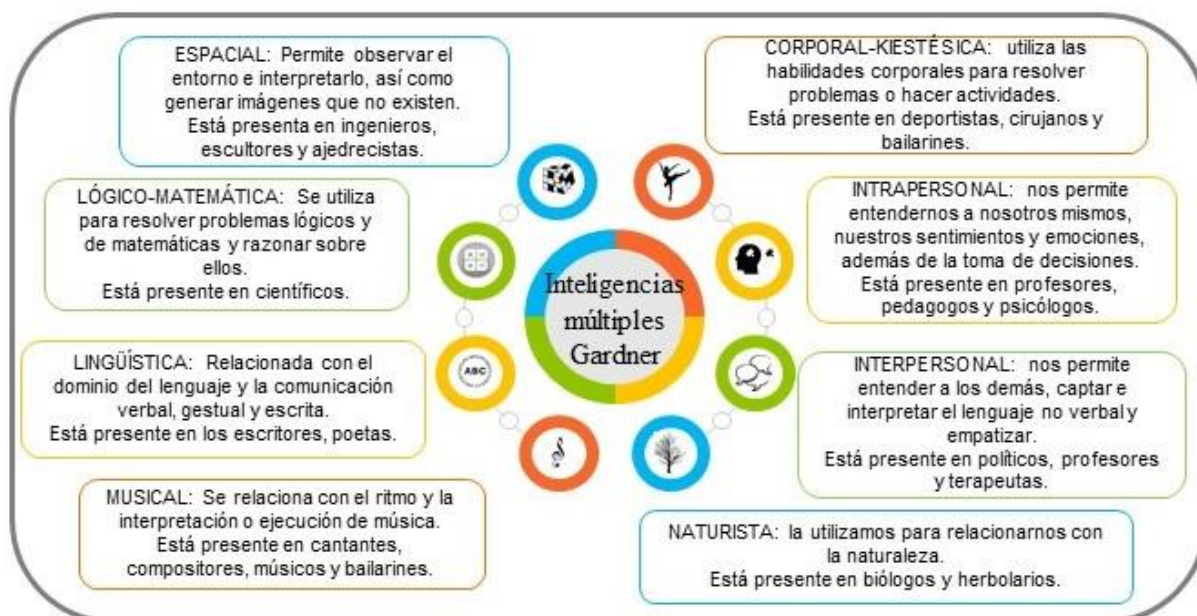 ESPACIAL: Permite observar el
entorno e interpretarlo, así como
generar imágenes que no existen.
Está presenta en ingenieros,
escultores y ajedrecistas.
LÓGICO-MATEMÁTICA: Se utiliza
para resolver problemas lógicos y
de matemáticas y razonar sobre
ellos.
Está presente en científicos.
LINGÜÍSTICA: Relacionada con el
dominio del lenguaje y la comunicación
verbal, gestual y escrita.
Está presente en los escritores, poetas.
MUSICAL: Se relaciona con el ritmo y la
interpretación o ejecución de música.
Está presente en cantantes,
compositores, músicos y bailarines.
ABC
Inteligencias
múltiples
Gardner
CORPORAL-KIESTÉSICA: utiliza las
habilidades corporales para resolver
problemas o hacer actividades.
Está presente en deportistas, cirujanos y
bailarines.
INTRAPERSONAL: nos permite
entendernos a nosotros mismos,
nuestros sentimientos y emociones,
además de la toma de decisiones.
Está presente en profesores,
pedagogos y psicólogos.
INTERPERSONAL: nos permite
entender a los demás, captar e
interpretar el lenguaje no verbal y
empatizar.
Está presente en políticos, profesores
y terapeutas.
NATURISTA: la utilizamos para relacionarnos con
la naturaleza.
Está presente en biólogos y herbolarios.